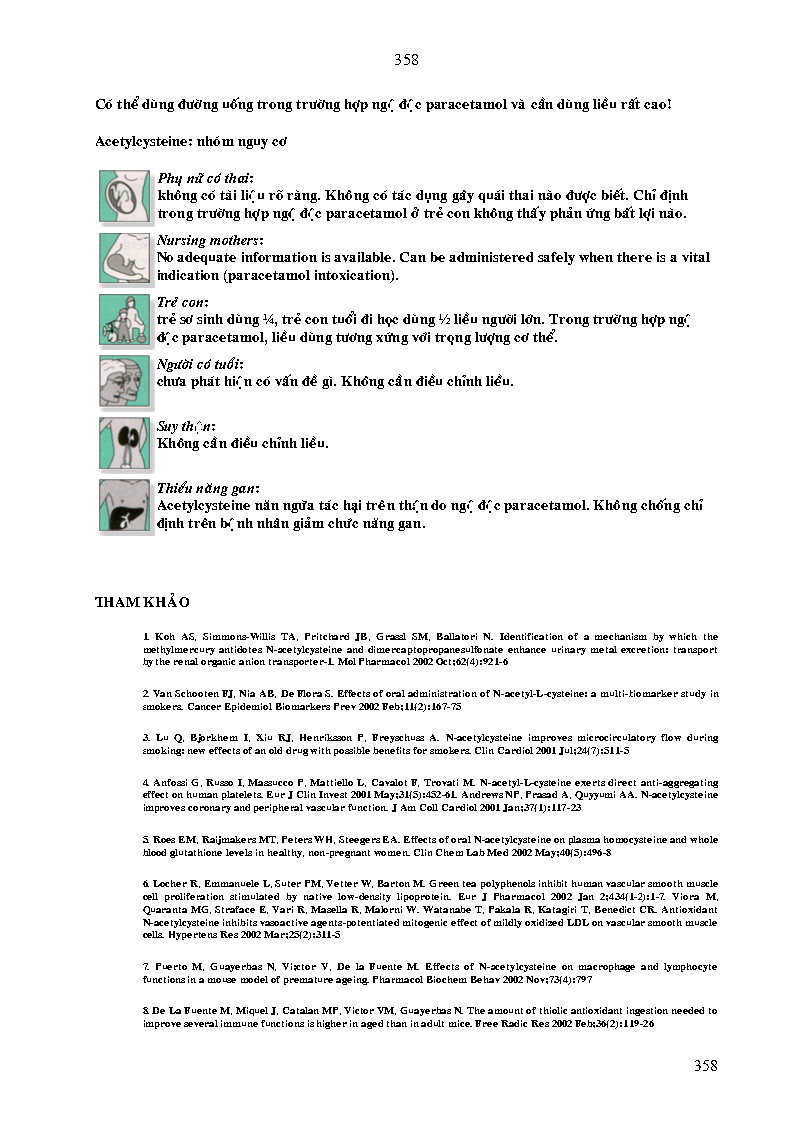 358
Có thể dùng đường uống trong trường hợp ngộ độc paracetamol và cần dùng liều rất cao!
Acetylcysteine: nhóm nguy cơ
Phụ nữ có thai:
không có tài liệu rõ ràng. Không có tác dụng gây quái thai nào được biết. Chỉ định
trong trường hợp ngộ độc paracetamol ở trẻ con không thấy phản ứng bất lợi nào.
Nursing mothers:
No adequate information is available. Can be administered safely when there is a vital
indication (paracetamol intoxication).
Trẻ con:
trẻ sơ sinh dùng ¼, trẻ con tuổi đi học dùng ½ liều người lớn. Trong trường hợp ngộ
độc paracetamol, liều dùng tương xứng với trọng lượng cơ thể.
Người có tuổi:
chưa phát hiện có vấn đề gì. Không cần điều chỉnh liều.
Suy thận:
Không cần điều chỉnh liều.
Thiểu năng gan:
Acetylcysteine năn ngừa tác hại trên thận do ngộ độc paracetamol. Không chống chỉ
định trên bệnh nhân giảm chức năng gan.
THAM KHẢO
1. Koh AS, Simmons-Willis TA, Pritchard JB, Grassl SM, Ballatori N. Identification of a mechanism by which the
methylmercury antidotes N-acetylcysteine and dimercaptopropanesulfonate enhance urinary metal excretion: transport
by the renal organic anion transporter-1. Mol Pharmacol 2002 Oct;62(4):921-6
2. Van Schooten FJ, Nia AB, De Flora S. Effects of oral administration of N-acetyl-L-cysteine: a multi-biomarker study in
smokers. Cancer Epidemiol Biomarkers Prev 2002 Feb;11(2):167-75
3. Lu Q, Bjorkhem I, Xiu RJ, Henriksson P, Freyschuss A. N-acetylcysteine improves microcirculatory flow during
smoking: new effects of an old drug with possible benefits for smokers. Clin Cardiol 2001 Jul;24(7):511-5
4. Anfossi G, Russo I, Massucco P, Mattiello L, Cavalot F, Trovati M. N-acetyl-L-cysteine exerts direct anti-aggregating
effect on human platelets. Eur J Clin Invest 2001 May;31(5):452-61. Andrews NP, Prasad A, Quyyumi AA. N-acetylcysteine
improves coronary and peripheral vascular function. J Am Coll Cardiol 2001 Jan;37(1):117-23
5. Roes EM, Raijmakers MT, Peters WH, Steegers EA. Effects of oral N-acetylcysteine on plasma homocysteine and whole
blood glutathione levels in healthy, non-pregnant women. Clin Chem Lab Med 2002 May;40(5):496-8
6. Locher R, Emmanuele L, Suter PM, Vetter W, Barton M. Green tea polyphenols inhibit human vascular smooth muscle
cell proliferation stimulated by native low-density lipoprotein. Eur J Pharmacol 2002 Jan 2;434(1-2):1-7. Viora M,
Quaranta MG, Straface E, Vari R, Masella R, Malorni W. Watanabe T, Pakala R, Katagiri T, Benedict CR. Antioxidant
N-acetylcysteine inhibits vasoactive agents-potentiated mitogenic effect of mildly oxidized LDL on vascular smooth muscle
cells. Hypertens Res 2002 Mar;25(2):311-5
7. Puerto M, Guayerbas N, Victor V, De la Fuente M. Effects of N-acetylcysteine on macrophage and lymphocyte
functions in a mouse model of premature ageing. Pharmacol Biochem Behav 2002 Nov;73(4):797
8. De La Fuente M, Miquel J, Catalan MP, Victor VM, Guayerbas N. The amount of thiolic antioxidant ingestion needed to
improve several immune functions is higher in aged than in adult mice. Free Radic Res 2002 Feb;36(2):119-26
358